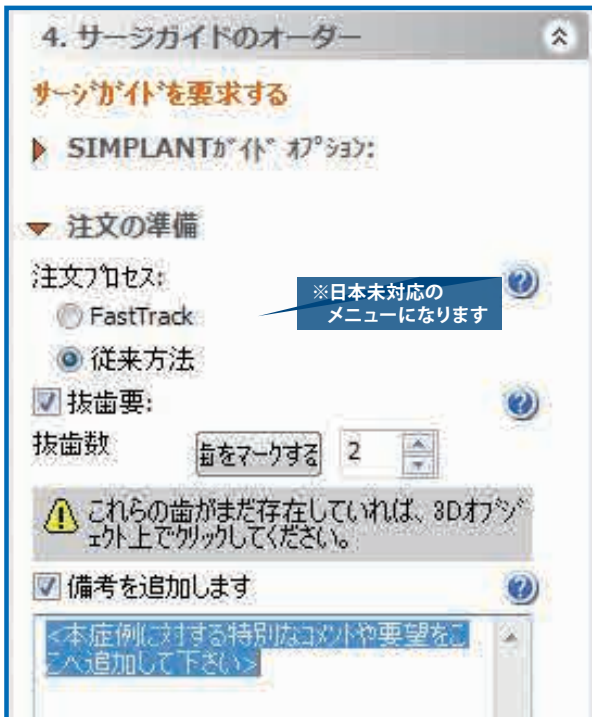 4. サージガイドのオーダー
サージガイドを要求する
SIMPLANTガイド オプション:
注文の準備
注文プロセス:
※日本未対応の
メニューになります
FastTrack
従来方法
抜歯要:
抜歯数 歯をマークする 2
これらの歯がまだ存在していれば、3Dオブジ
ェクト上でクリックしてください。
備考を追加します
<本症例に対する特別なコメントや要望をこ
こへ追加して下さい>